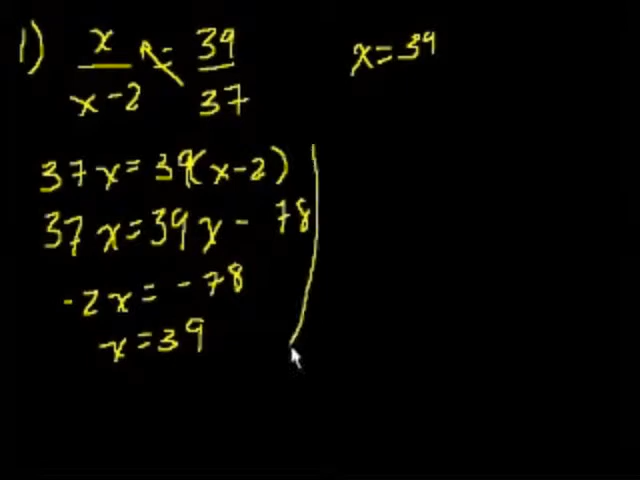 1) x/(x-2) = 39/37
x=39
37x=39(x-2)
37x=39x-78
-2x=-78
x=39